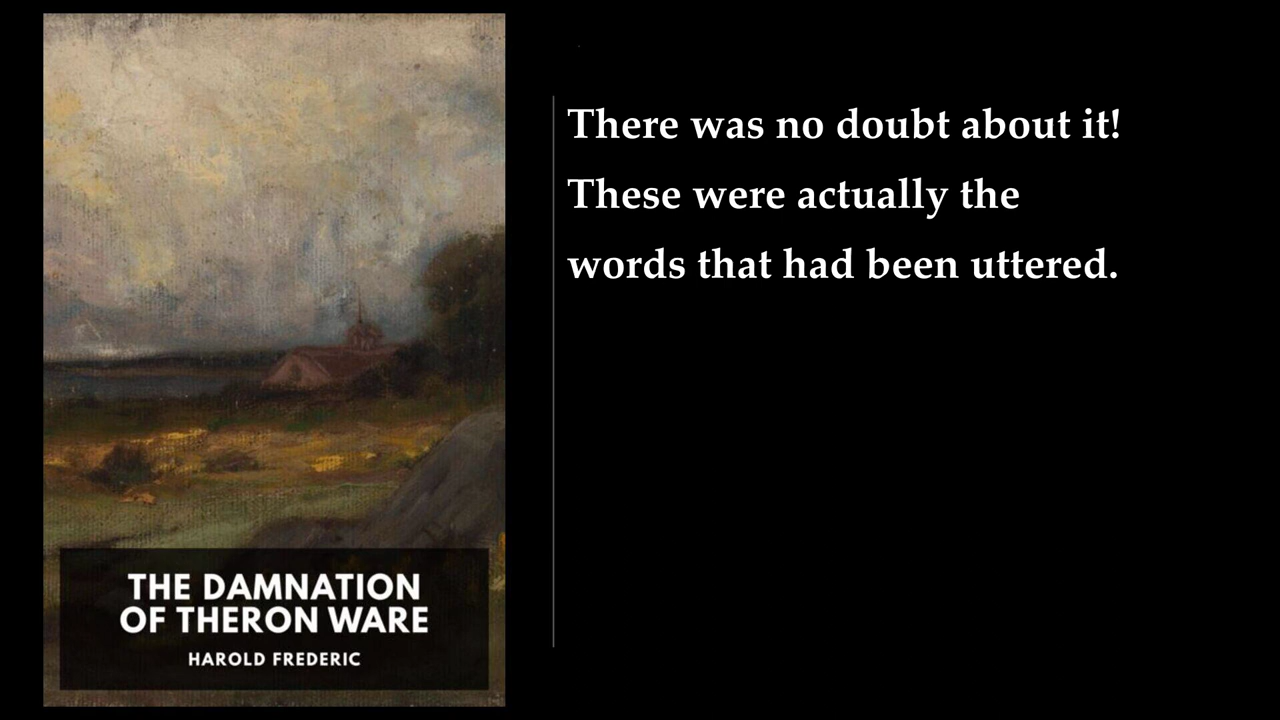 There was no doubt about it!
These were actually the
words that had been uttered.
THE DAMNATION
OF THERON WARE
HAROLD FREDERIC